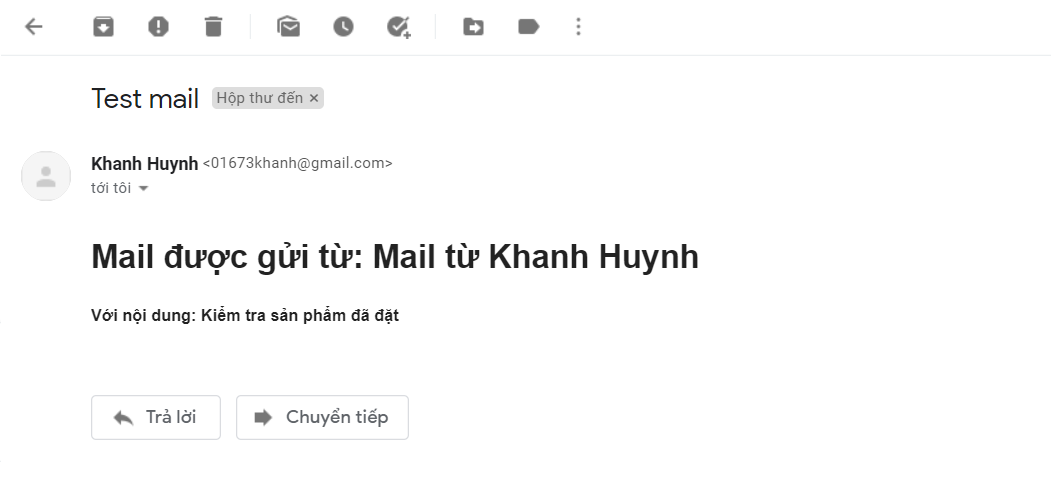 Test mail Hộp thư đến ×
Khanh Huynh <01673khanh@gmail.com>
tới tôi
Mail được gửi từ: Mail từ Khanh Huynh
Với nội dung: Kiểm tra sản phẩm đã đặt
Trả lời Chuyển tiếp